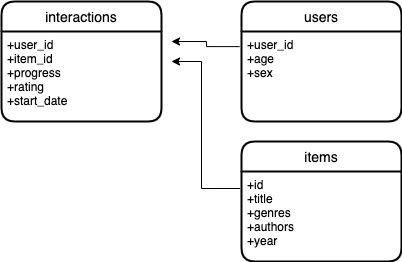 interactions
+user_id
+item_id
+progress
+rating
+start_date
users
+user_id
+age
+sex
items
+id
+title
+genres
+authors
+year